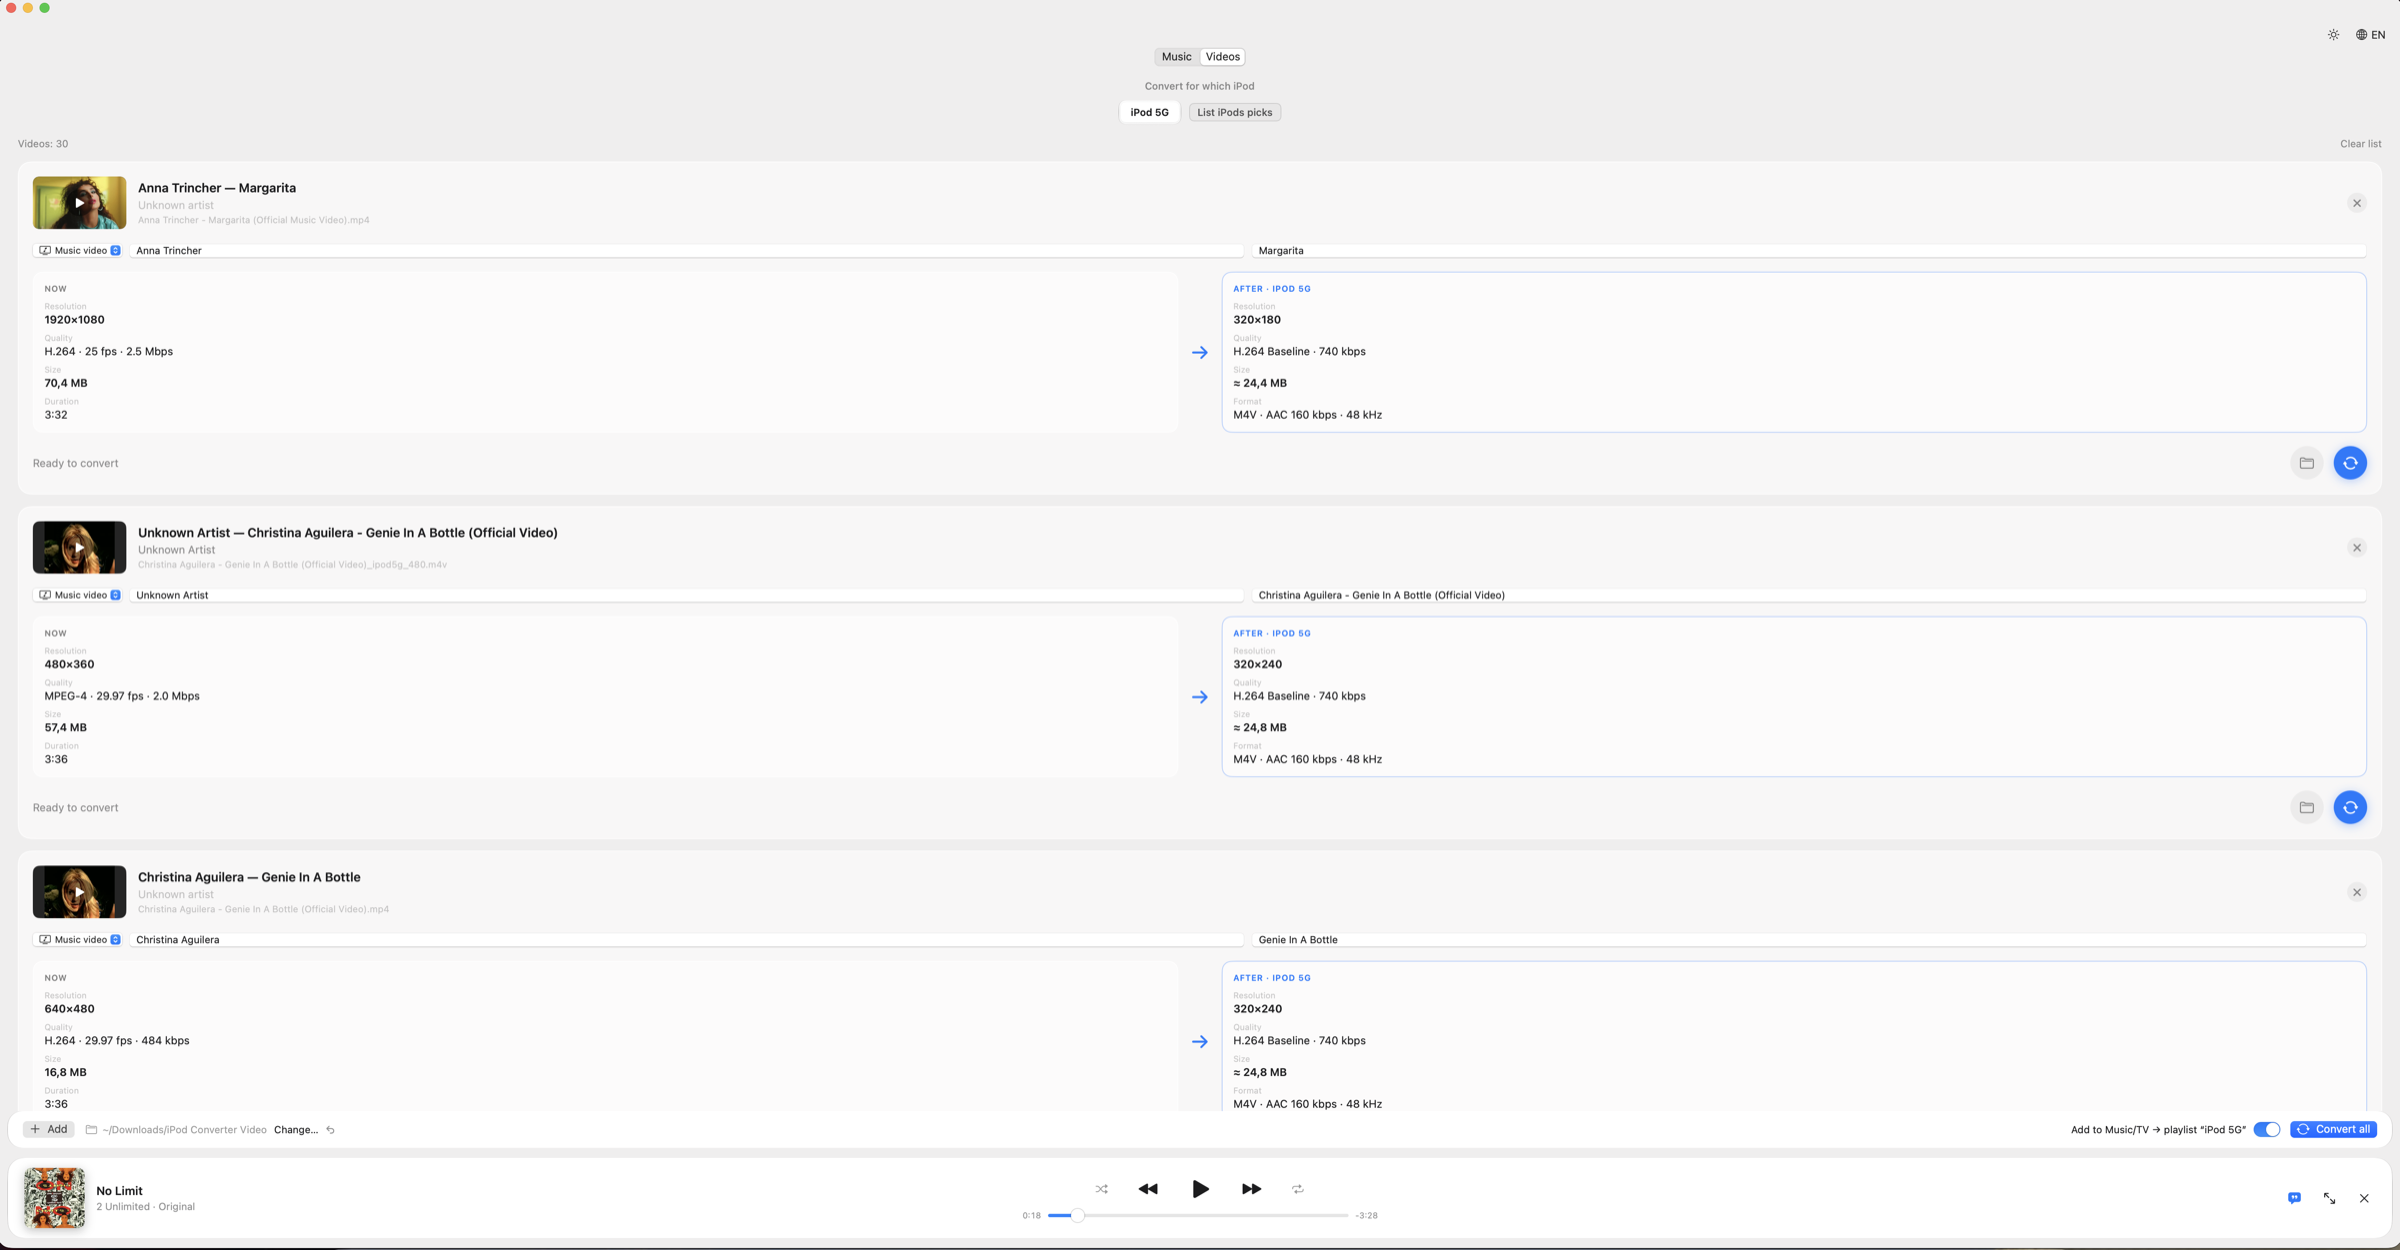 EN
Music Videos
Convert for which iPod
iPod 5G List iPods picks
Videos: 30 Clear list
Anna Trincher — Margarita
Unknown artist
Anna Trincher - Margarita (Official Music Video).mp4
Music video Anna Trincher Margarita
NOW
Resolution
1920×1080
Quality
H.264 · 25 fps · 2.5 Mbps
Size
70,4 MB
Duration
3:32
AFTER · IPOD 5G
Resolution
320×180
Quality
H.264 Baseline · 740 kbps
Size
≈ 24,4 MB
Format
M4V · AAC 160 kbps · 48 kHz
Ready to convert
Unknown Artist — Christina Aguilera - Genie In A Bottle (Official Video)
Unknown Artist
Christina Aguilera - Genie In A Bottle (Official Video)_ipod5g_480.m4v
Music video Unknown Artist Christina Aguilera - Genie In A Bottle (Official Video)
NOW
Resolution
480×360
Quality
MPEG-4 · 29.97 fps · 2.0 Mbps
Size
57,4 MB
Duration
3:36
AFTER · IPOD 5G
Resolution
320×240
Quality
H.264 Baseline · 740 kbps
Size
≈ 24,8 MB
Format
M4V · AAC 160 kbps · 48 kHz
Ready to convert
Christina Aguilera — Genie In A Bottle
Unknown artist
Christina Aguilera - Genie In A Bottle (Official Video).mp4
Music video Christina Aguilera Genie In A Bottle
NOW
Resolution
640×480
Quality
H.264 · 29.97 fps · 484 kbps
Size
16,8 MB
Duration
3:36
AFTER · IPOD 5G
Resolution
320×240
Quality
H.264 Baseline · 740 kbps
Size
≈ 24,8 MB
Format
M4V · AAC 160 kbps · 48 kHz
+ Add ~/Downloads/iPod Converter Video Change... Add to Music/TV → playlist “iPod 5G” Convert all
No Limit
2 Unlimited · Original
0:18 -3:28